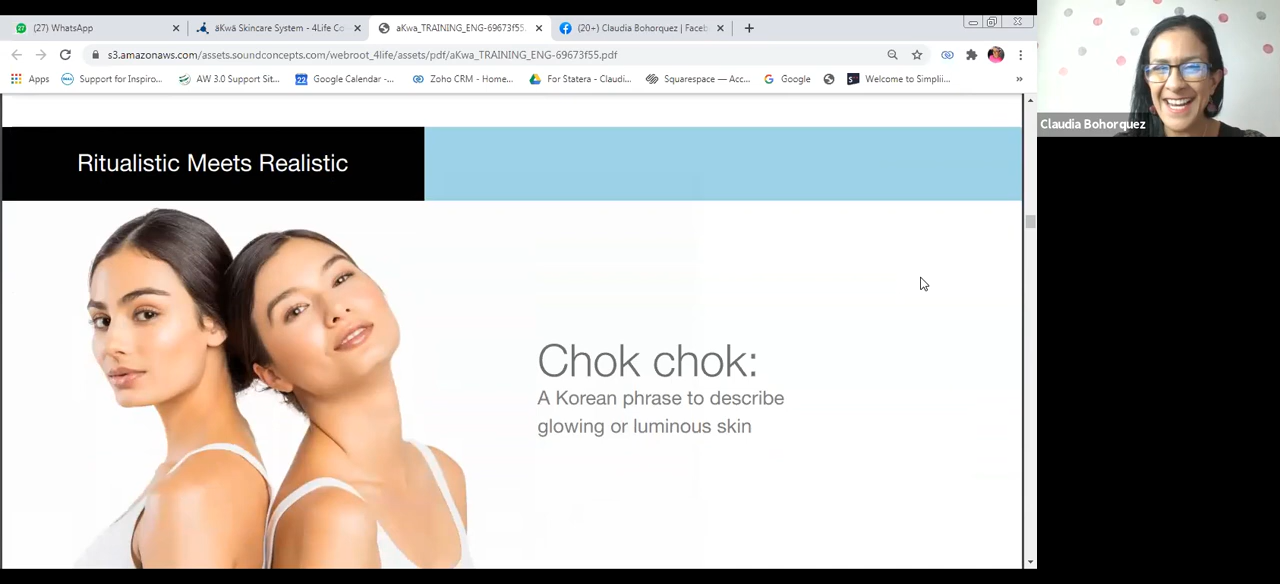 (27) WhatsApp
äKwä Skincare System - 4Life Co
aKwa_TRAINING_ENG-69673f55.
(20+) Claudia Bohorquez | Faceb
s3.amazonaws.com/assets.soundconcepts.com/webroot_4life/assets/pdf/aKwa_TRAINING_ENG-69673f55.pdf
Apps
Support for Inspiro...
AW 3.0 Support Sit...
Google Calendar -...
Zoho CRM - Home...
For Statera - Claudi...
Squarespace — Acc...
Google
Welcome to Simplii...
»
Claudia Bohorquez
Ritualistic Meets Realistic
Chok chok:
A Korean phrase to describe
glowing or luminous skin